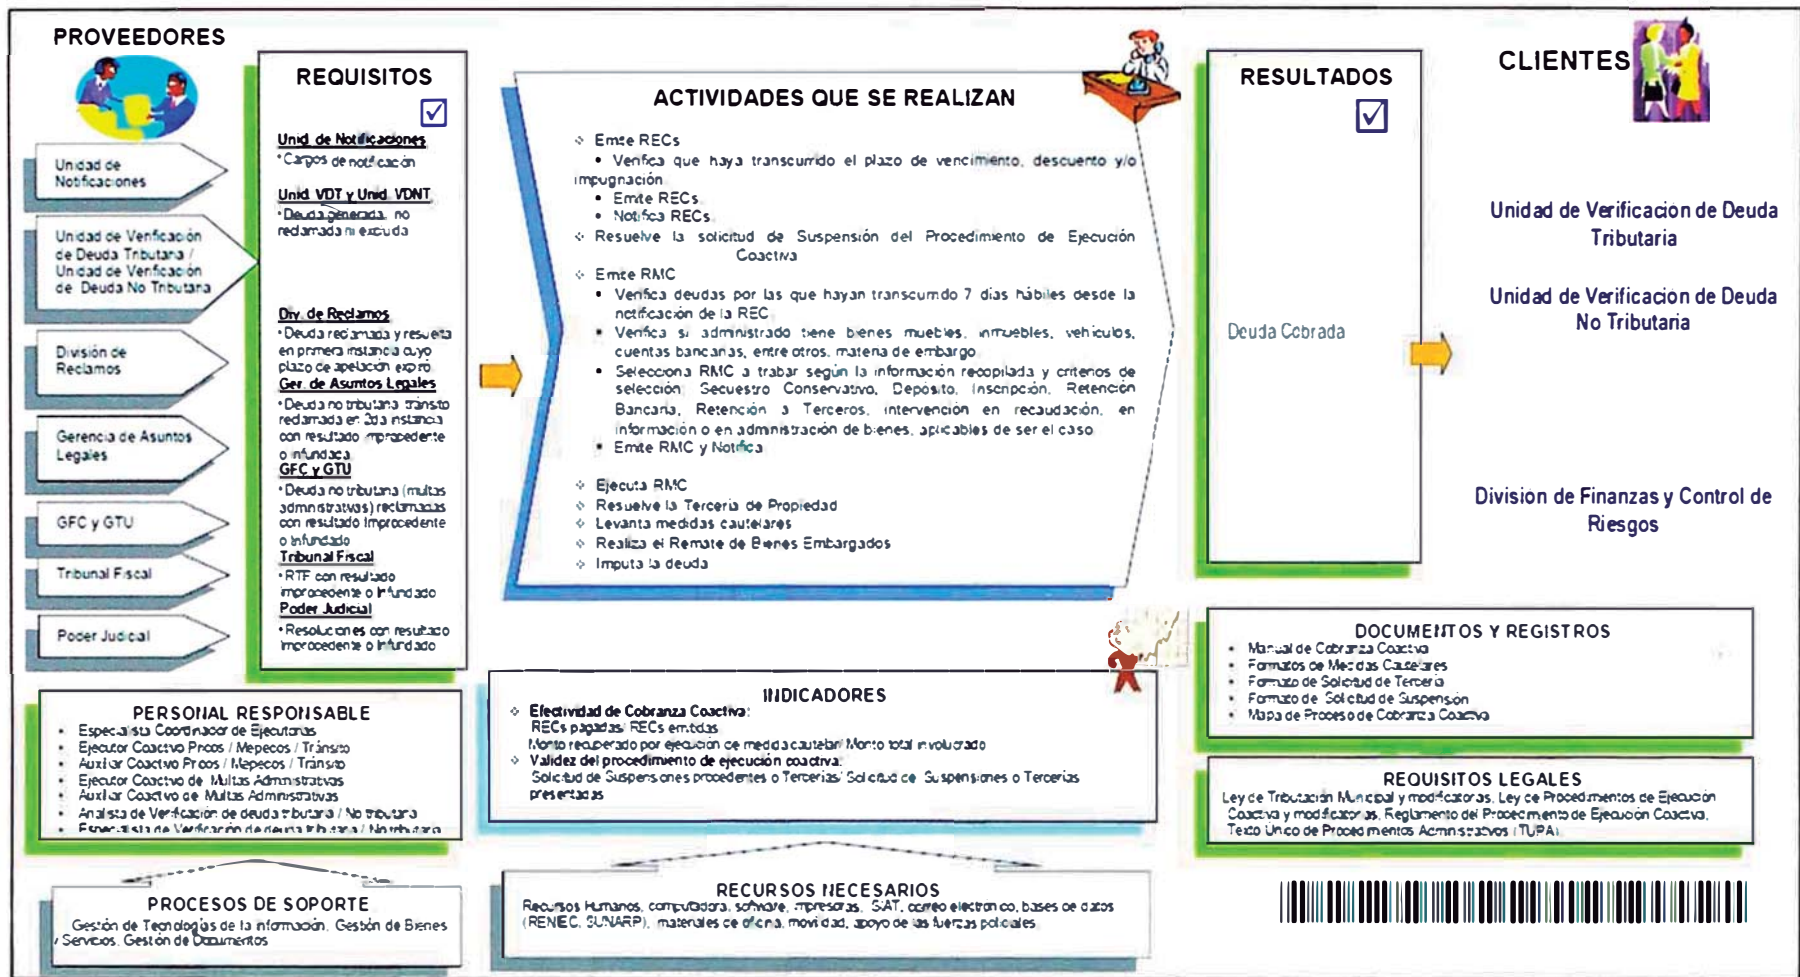 PROVEEDORES
Unidad de
Notificaciones
Unidad de Verificación
de Deuda Tributaria /
Unidad de Verificación
de Deuda No Tributaria
División de
Reclamos
Gerencia de Asuntos
Legales
GFC y GTU
Tribunal Fiscal
Poder Judicial
REQUISITOS
Unid. de Notificaciones
• Cargos de notificación
Unid. VDT y Unid. VDNT
• Deuda generada, no
reclamada ni excluida
Div. de Reclamos
• Deuda reclamada y resuelta
en primera instancia cuyo
plazo de apelación expiró.
Ger. de Asuntos Legales
• Deuda no tributaria tránsito
reclamada en 2da instancia
con resultado improcedente
o infundada.
GFC y GTU
• Deuda no tributaria (multas
administrativas) reclamadas
con resultado Improcedente
o Infundado
Tribunal Fiscal
• RTF con resultado
improcedente o Infundado
Poder Judicial
• Resoluciones con resultado
Improcedente o Infundado
ACTIVIDADES QUE SE REALIZAN
❖ Emite RECs
• Verifica que haya transcurrido el plazo de vencimiento, descuento y/o
impugnación.
• Emite RECs.
• Notifica RECs.
❖ Resuelve la solicitud de Suspensión del Procedimiento de Ejecución
Coactiva
❖ Emite RMC
• Verifica deudas por las que hayan transcurrido 7 días hábiles desde la
notificación de la REC.
• Verifica si administrado tiene bienes muebles, inmuebles, vehículos,
cuentas bancarias, entre otros, materia de embargo.
• Selecciona RMC a trabar según la información recopilada y criterios de
selección; Secuestro Conservativo, Depósito, Inscripción, Retención
Bancaria, Retención a Terceros, intervención en recaudación, en
información o en administración de bienes, aplicables de ser el caso.
• Emite RMC y Notifica
❖ Ejecuta RMC
❖ Resuelve la Tercería de Propiedad
❖ Levanta medidas cautelares
❖ Realiza el Remate de Bienes Embargados
❖ Imputa la deuda
RESULTADOS
Deuda Cobrada
CLIENTES
Unidad de Verificación de Deuda
Tributaria
Unidad de Verificación de Deuda
No Tributaria
División de Finanzas y Control de
Riesgos
PERSONAL RESPONSABLE
• Especialista Coordinador de Ejecutorías
• Ejecutor Coactivo Pricos / Mepecos / Tránsito
• Auxiliar Coactivo Pricos / Mepecos / Tránsito
• Ejecutor Coactivo de Multas Administrativas
• Auxiliar Coactivo de Multas Administrativas
• Analista de Verificación de deuda tributaria / No tributaria
• Especialista de Verificación de deuda tributaria / No tributaria
INDICADORES
❖ Efectividad de Cobranza Coactiva:
RECs pagadas/ RECs emitidas
Monto recuperado por ejecución de medida cautelar/ Monto total involucrado
❖ Validez del procedimiento de ejecución coactiva:
Solicitud de Suspensiones procedentes o Tercerías/ Solicitud de Suspensiones o Tercerías
presentadas
DOCUMENTOS Y REGISTROS
• Manual de Cobranza Coactiva
• Formatos de Medidas Cautelares
• Formato de Solicitud de Tercería
• Formato de Solicitud de Suspensión
• Mapa de Proceso de Cobranza Coactiva
REQUISITOS LEGALES
Ley de Tributación Municipal y modificatorias, Ley de Procedimientos de Ejecución
Coactiva y modificatorias, Reglamento del Procedimiento de Ejecución Coactiva,
Texto Único de Procedimientos Administrativos (TUPA).
PROCESOS DE SOPORTE
Gestión de Tecnologías de la información, Gestión de Bienes
y Servicios, Gestión de Documentos
RECURSOS NECESARIOS
Recursos Humanos, computadora, software, impresoras, SIAT, correo electrónico, bases de datos
(RENIEC, SUNARP), materiales de oficina, movilidad, apoyo de las fuerzas policiales.